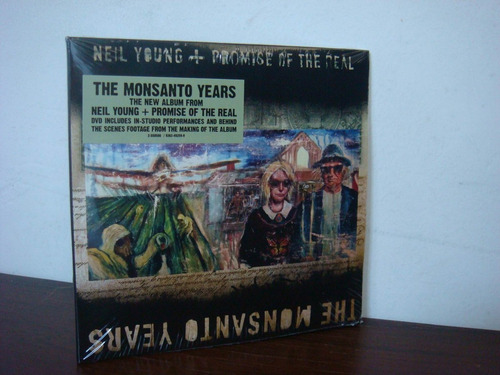 NEIL YOUNG + PROMISE OF THE REAL
THE MONSANTO YEARS
THE NEW ALBUM FROM
NEIL YOUNG + PROMISE OF THE REAL
DVD INCLUDES IN-STUDIO PERFORMANCES AND BEHIND
THE SCENES FOOTAGE FROM THE MAKING OF THE ALBUM
THE MONSANTO YEARS